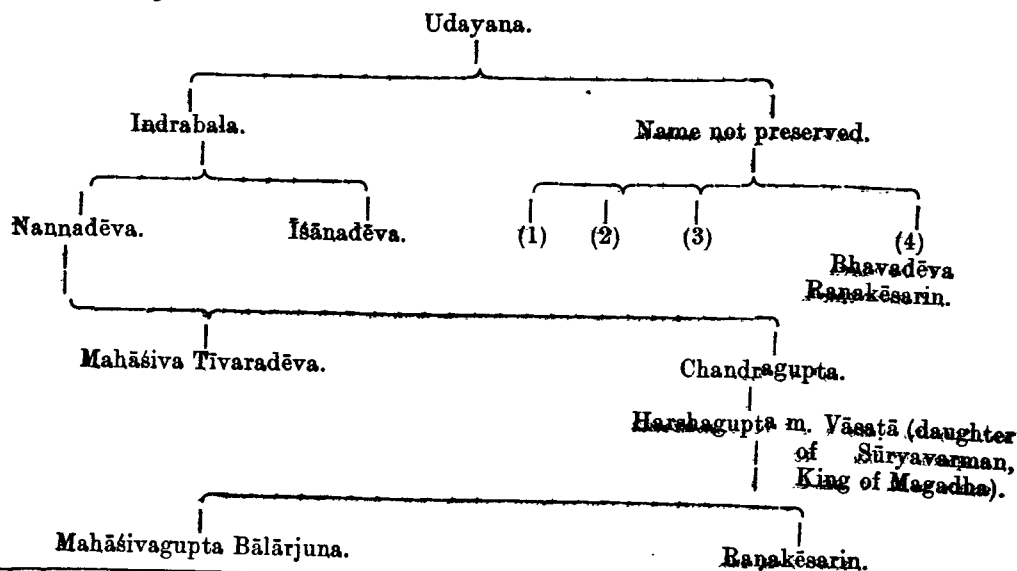 Udayana.
Indrabala. Name not preserved.
Nannadēva. Īśānadēva. (1) (2) (3) (4)
Bhavadēva
Raṇakēsarin.
Mahāśiva Tīvaradēva. Chandragupta.
Harshagupta m. Vāsaṭā (daughter
of Sūryavarman,
King of Magadha).
Mahāśivagupta Bālārjuna. Raṇakēsarin.